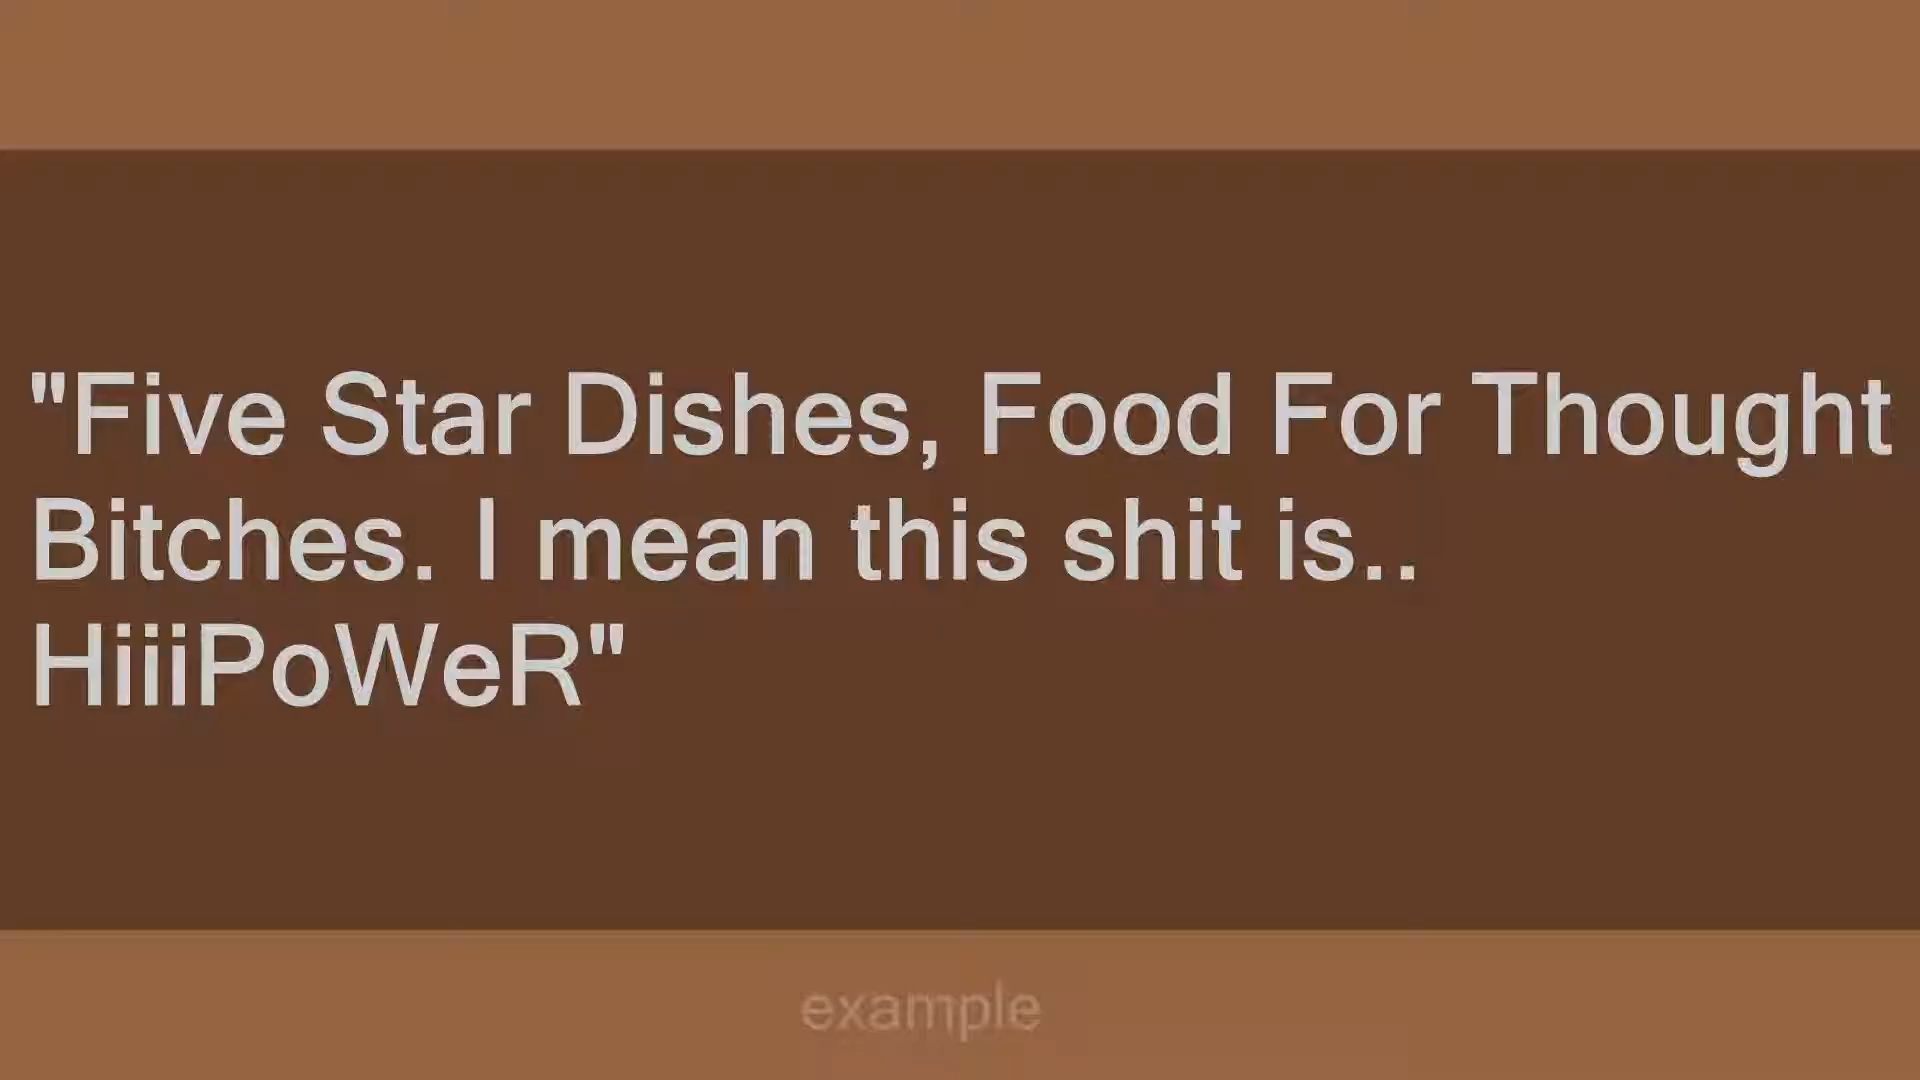 "Five Star Dishes, Food For Thought
Bitches. I mean this shit is..
HiiiPoWeR"
example